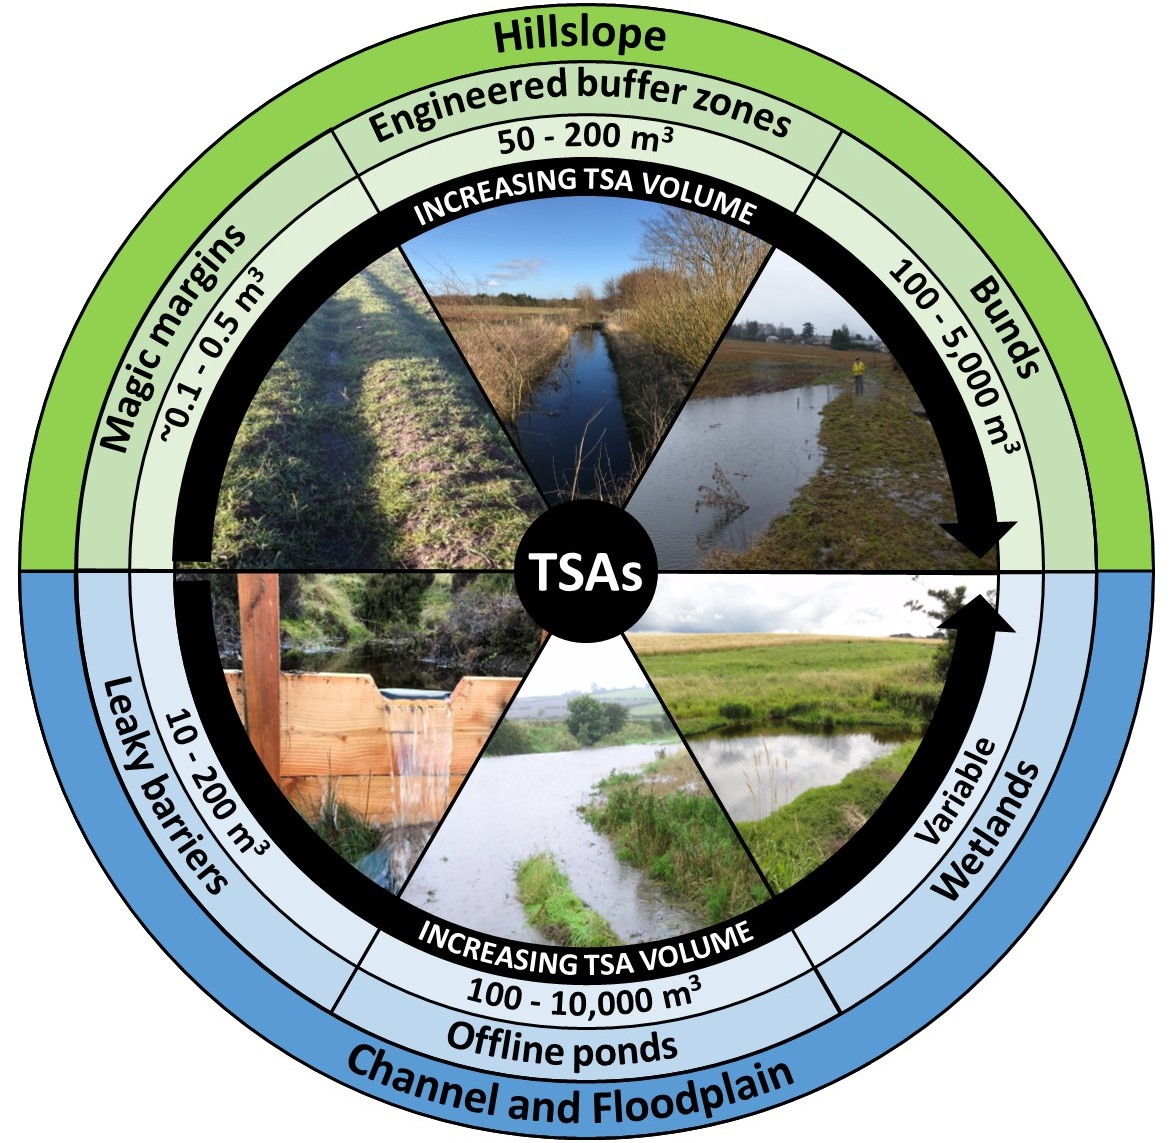 Hillslope
Engineered buffer zones
50 - 200 m³
INCREASING TSA VOLUME
Magic margins
~0.1 - 0.5 m³
Bunds
100 - 5,000 m³
TSAs
Leaky barriers
10 - 200 m³
Variable
Wetlands
INCREASING TSA VOLUME
100 - 10,000 m³
Offline ponds
Channel and Floodplain